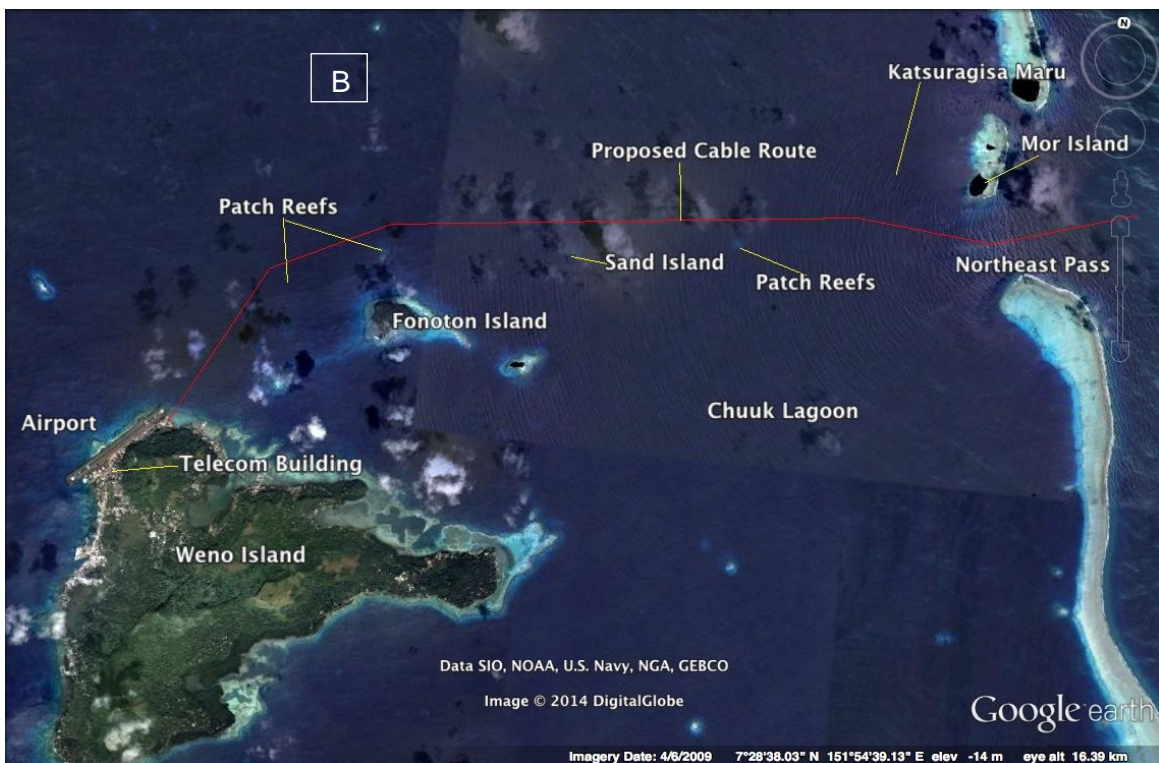 N
B
Katsuragisa Maru
Mor Island
Proposed Cable Route
Patch Reefs
Sand Island
Northeast Pass
Patch Reefs
Fonoton Island
Chuuk Lagoon
Airport
Telecom Building
Weno Island
Data SIO, NOAA, U.S. Navy, NGA, GEBCO
Image © 2014 DigitalGlobe
Google earth
Imagery Date: 4/6/2009 7°28'38.03" N 151°54'39.13" E elev -14 m eye alt 16.39 km